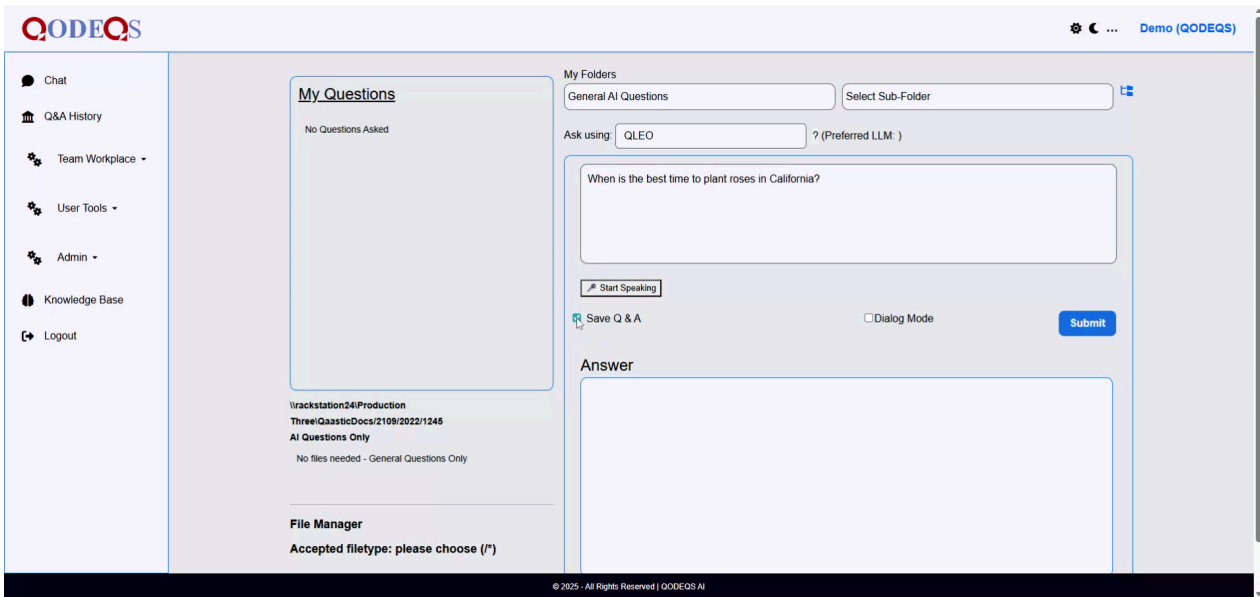 QODEQS
Demo (QODEQS)
Chat
Q&A History
Team Workplace
User Tools
Admin
Knowledge Base
Logout
My Questions
No Questions Asked
\\rackstation24\Production
Three\QaasticDocs/2109/2022/1245
AI Questions Only
No files needed - General Questions Only
File Manager
Accepted filetype: please choose (/*)
My Folders
General AI Questions
Select Sub-Folder
Ask using: QLEO ? (Preferred LLM: )
When is the best time to plant roses in California?
Start Speaking
Save Q & A
Dialog Mode
Submit
Answer
© 2025 - All Rights Reserved | QODEQS AI